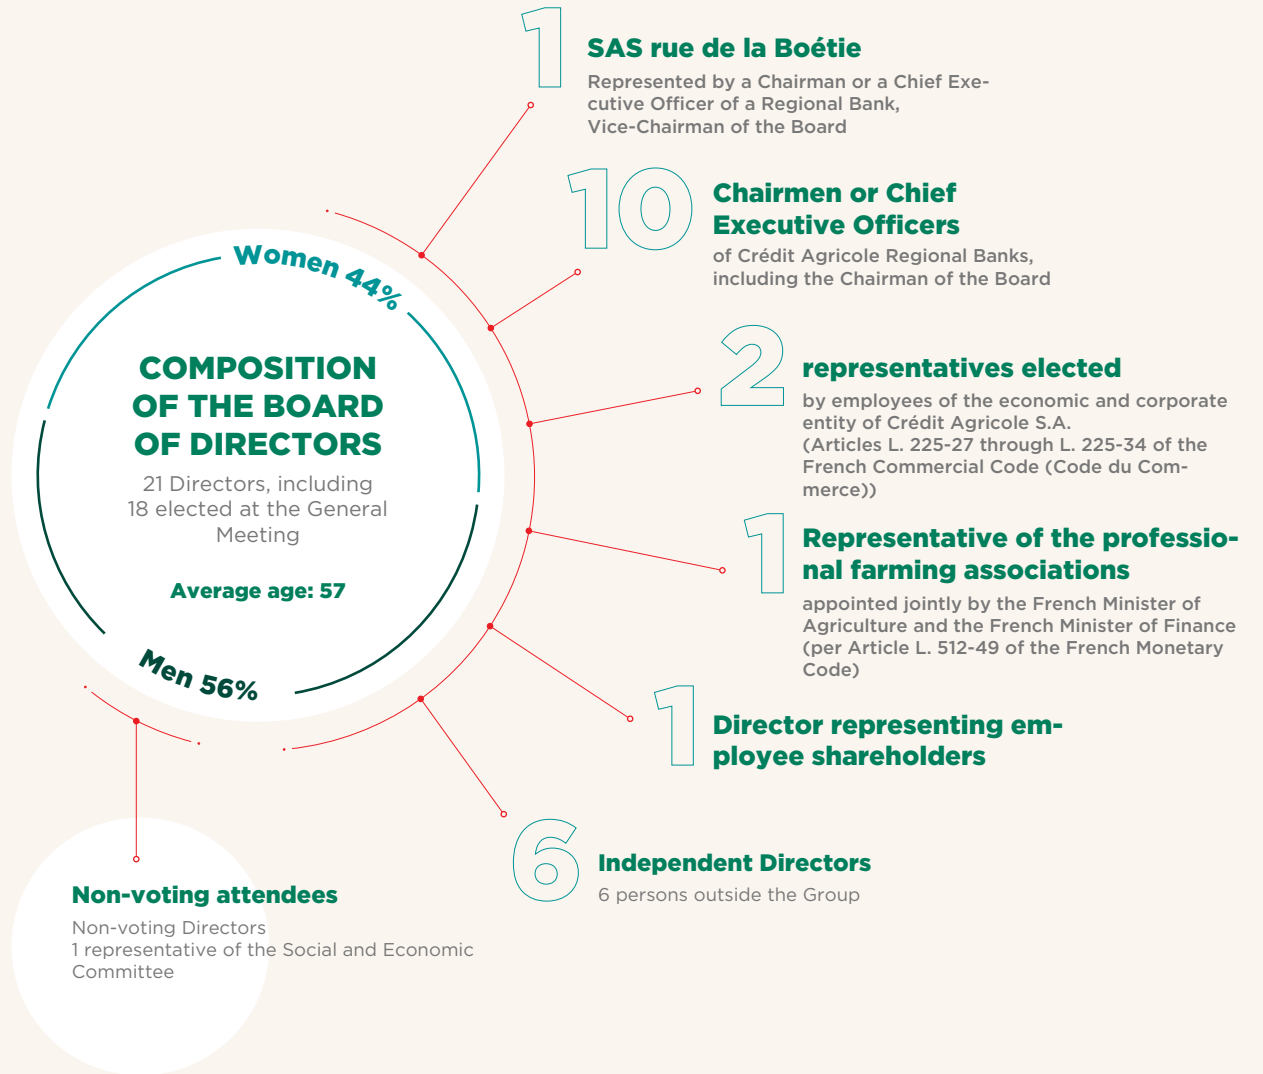 Women 44%
COMPOSITION
OF THE BOARD
OF DIRECTORS
21 Directors, including
18 elected at the General
Meeting
Average age: 57
Men 56%
1
SAS rue de la Boétie
Represented by a Chairman or a Chief Exe-
cutive Officer of a Regional Bank,
Vice-Chairman of the Board
10
Chairmen or Chief
Executive Officers
of Crédit Agricole Regional Banks,
including the Chairman of the Board
2
representatives elected
by employees of the economic and corporate
entity of Crédit Agricole S.A.
(Articles L. 225-27 through L. 225-34 of the
French Commercial Code (Code du Com-
merce))
1
Representative of the professio-
nal farming associations
appointed jointly by the French Minister of
Agriculture and the French Minister of Finance
(per Article L. 512-49 of the French Monetary
Code)
1
Director representing em-
ployee shareholders
6
Independent Directors
6 persons outside the Group
Non-voting attendees
Non-voting Directors
1 representative of the Social and Economic
Committee